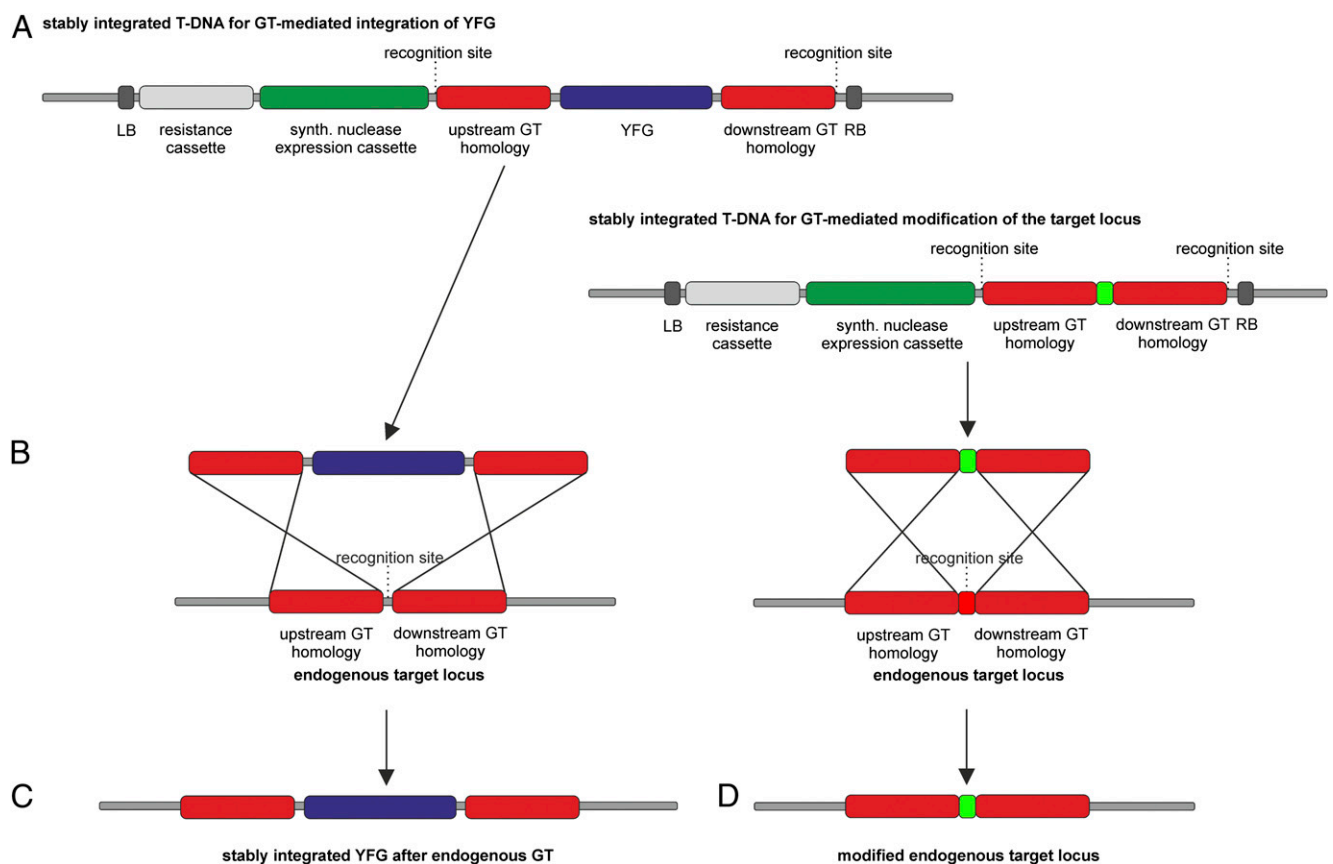 A
stably integrated T-DNA for GT-mediated integration of YFG
recognition site
recognition site
LB
resistance
cassette
synth. nuclease
expression cassette
upstream GT
homology
YFG
downstream GT
homology
RB
stably integrated T-DNA for GT-mediated modification of the target locus
recognition site
recognition site
LB
resistance
cassette
synth. nuclease
expression cassette
upstream GT
homology
downstream GT
homology
RB
B
recognition site
upstream GT
homology
downstream GT
homology
endogenous target locus
recognition site
upstream GT
homology
downstream GT
homology
endogenous target locus
C
stably integrated YFG after endogenous GT
D
modified endogenous target locus